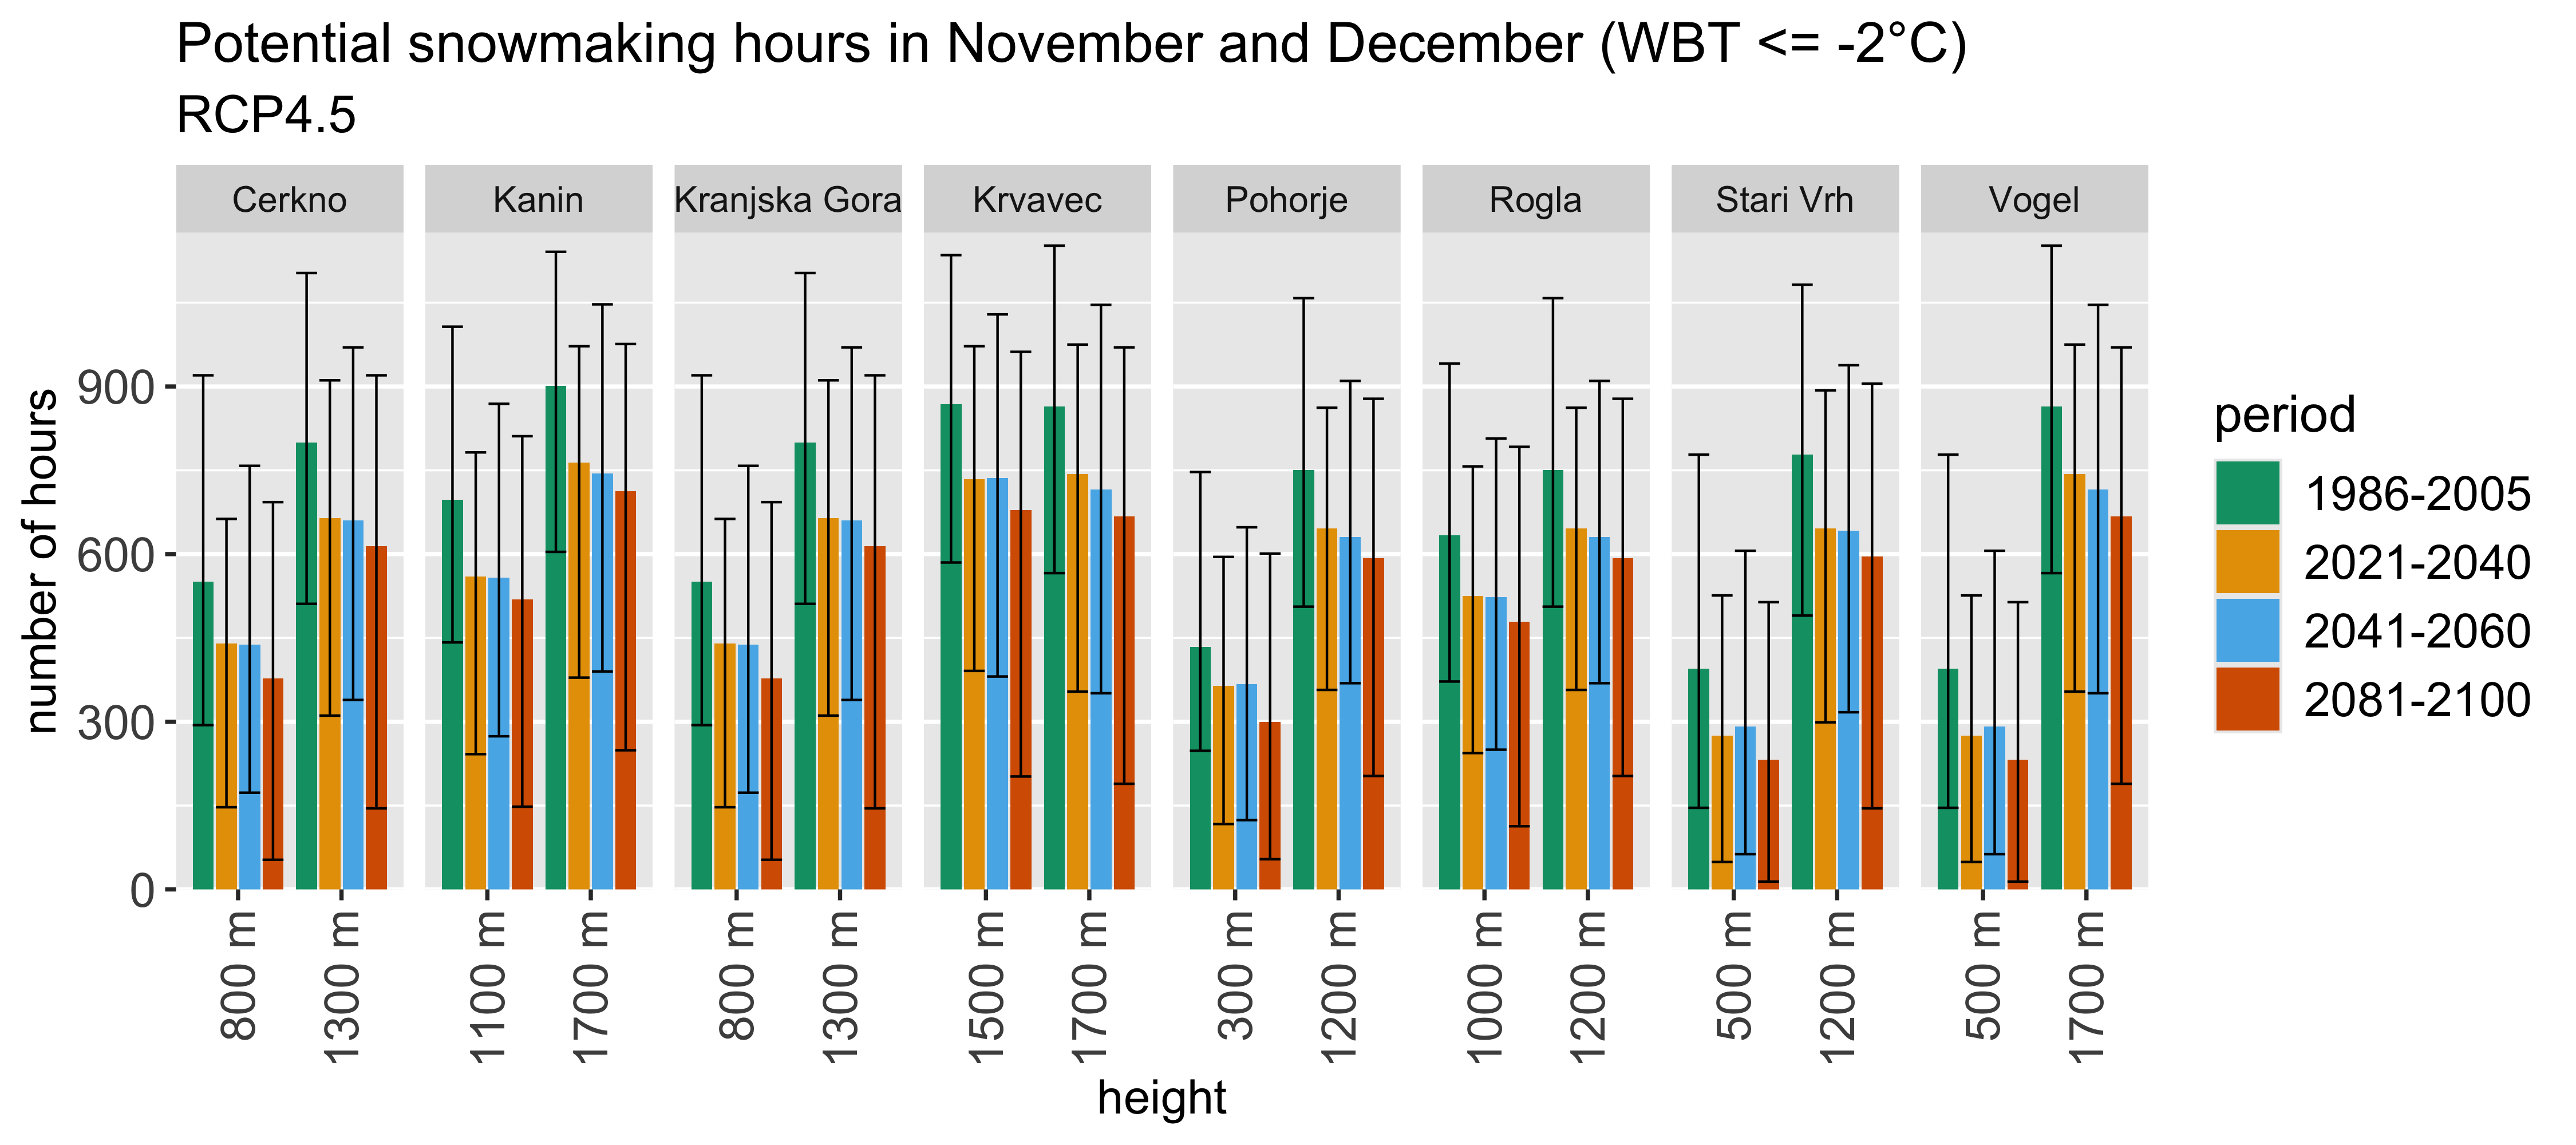 Potential snowmaking hours in November and December (WBT <= -2°C)
RCP4.5
Cerkno Kanin Kranjska Gora Krvavec Pohorje Rogla Stari Vrh Vogel
number of hours
900
600
300
0
800 m 1300 m 1100 m 1700 m 800 m 1300 m 1500 m 1700 m 300 m 1200 m 1000 m 1200 m 500 m 1200 m 500 m 1700 m
height
period
1986-2005
2021-2040
2041-2060
2081-2100